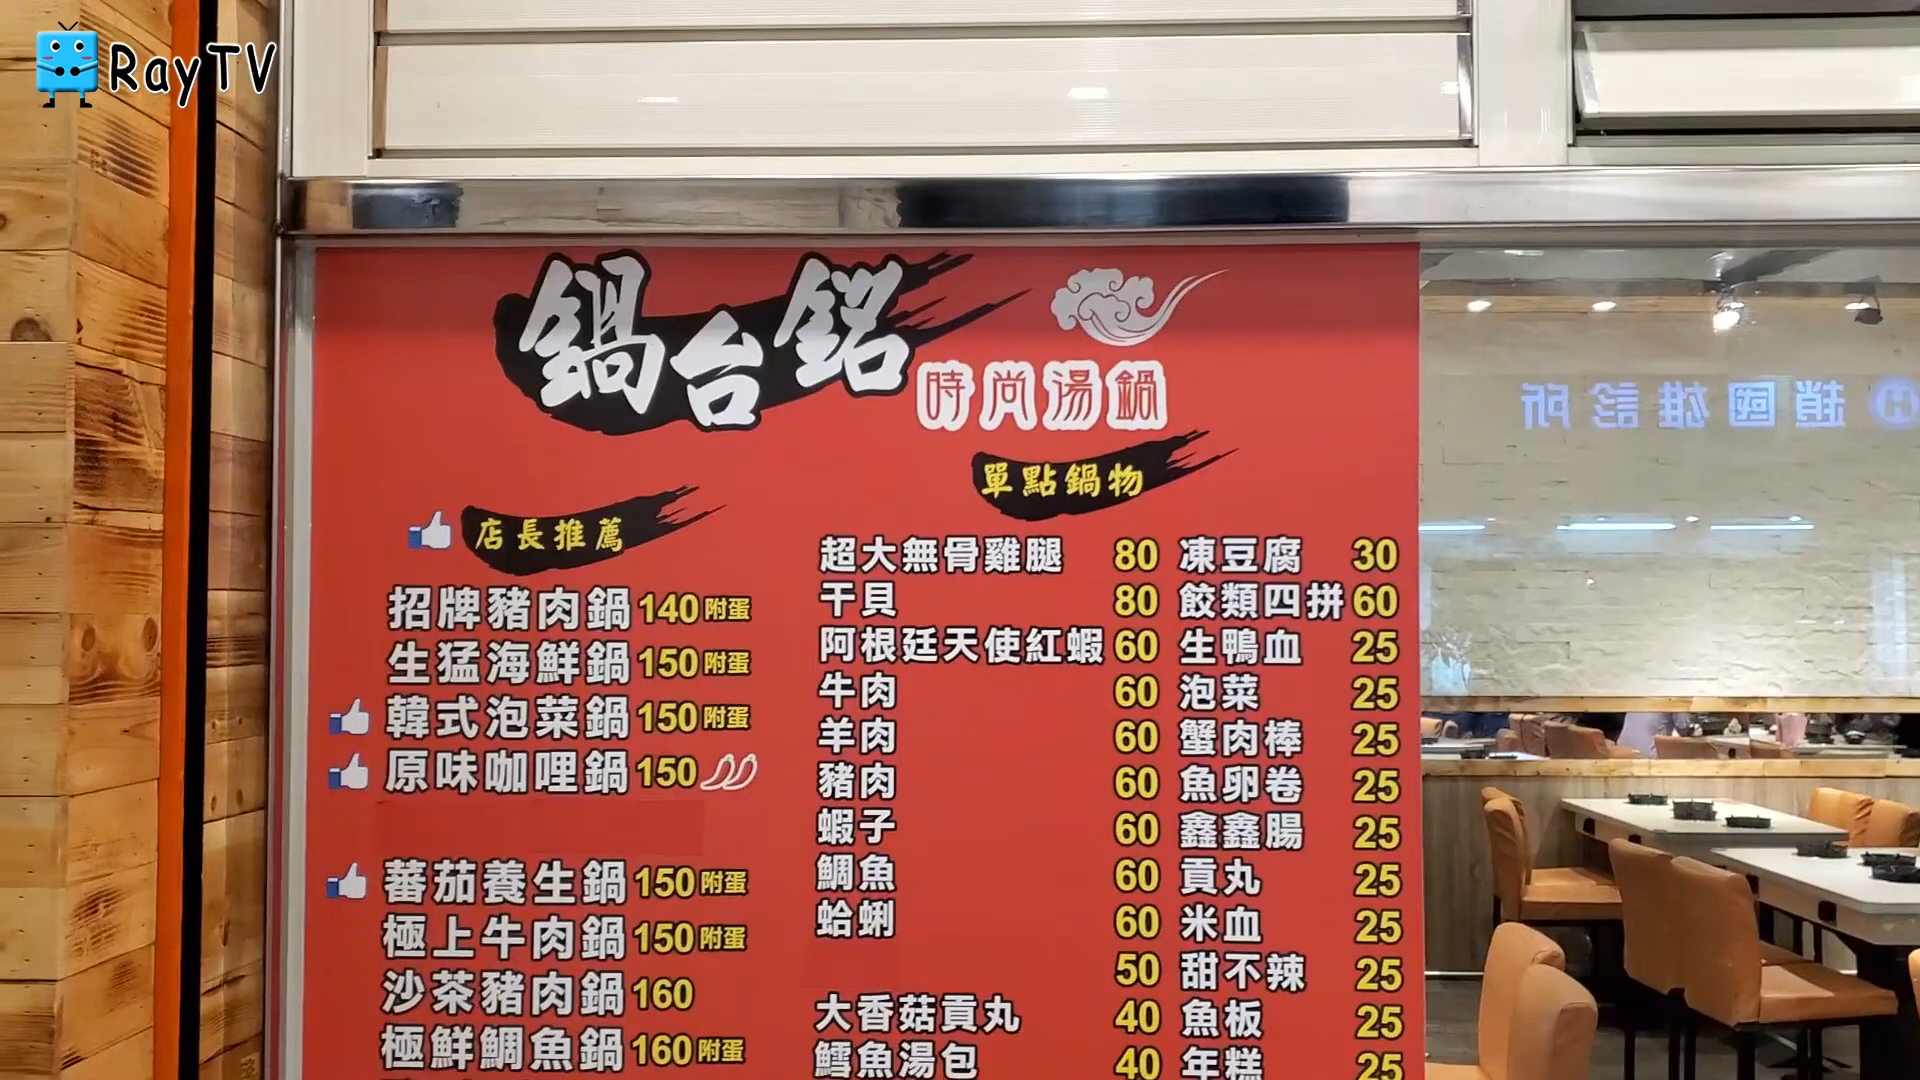 RayTV
鍋台銘
時尚湯鍋
店長推薦
招牌豬肉鍋 140 附蛋
生猛海鮮鍋 150 附蛋
韓式泡菜鍋 150 附蛋
原味咖哩鍋 150
蕃茄養生鍋 150 附蛋
極上牛肉鍋 150 附蛋
沙茶豬肉鍋 160
極鮮鯛魚鍋 160 附蛋
單點鍋物
超大無骨雞腿 80
干貝 80
阿根廷天使紅蝦 60
牛肉 60
羊肉 60
豬肉 60
蝦子 60
鯛魚 60
蛤蜊 60
50
大香菇貢丸 40
鱈魚湯包 40
凍豆腐 30
餃類四拼 60
生鴨血 25
泡菜 25
蟹肉棒 25
魚卵卷 25
鑫鑫腸 25
貢丸 25
米血 25
甜不辣 25
魚板 25
年糕 25
趙國雄診所